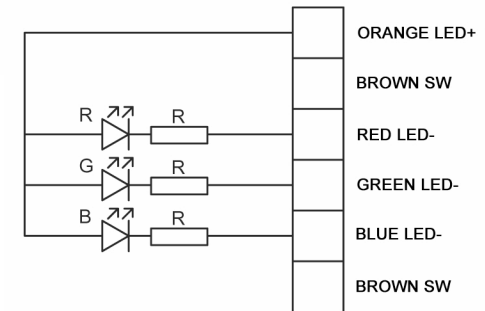 ORANGE LED+
BROWN SW
R R RED LED-
G R GREEN LED-
B R BLUE LED-
BROWN SW